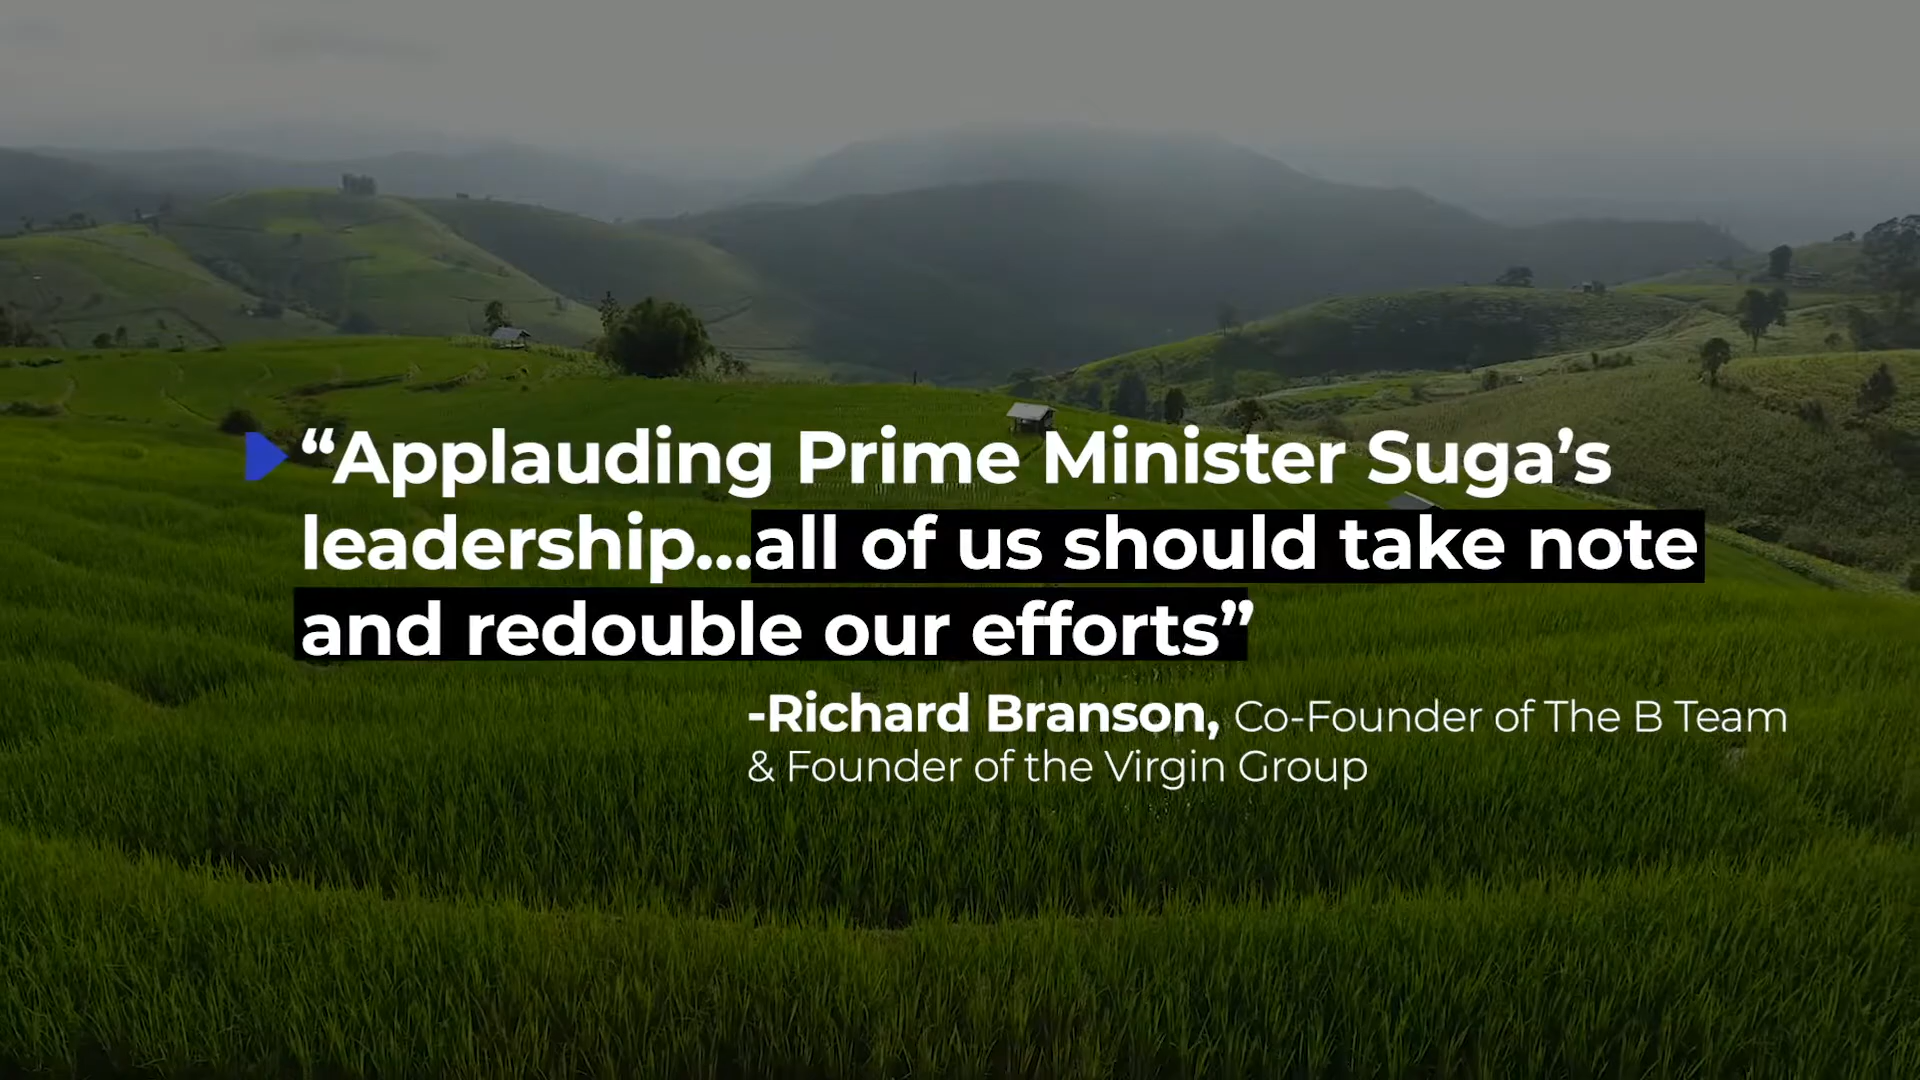 “Applauding Prime Minister Suga’s
leadership...all of us should take note
and redouble our efforts”
-Richard Branson, Co-Founder of The B Team
& Founder of the Virgin Group